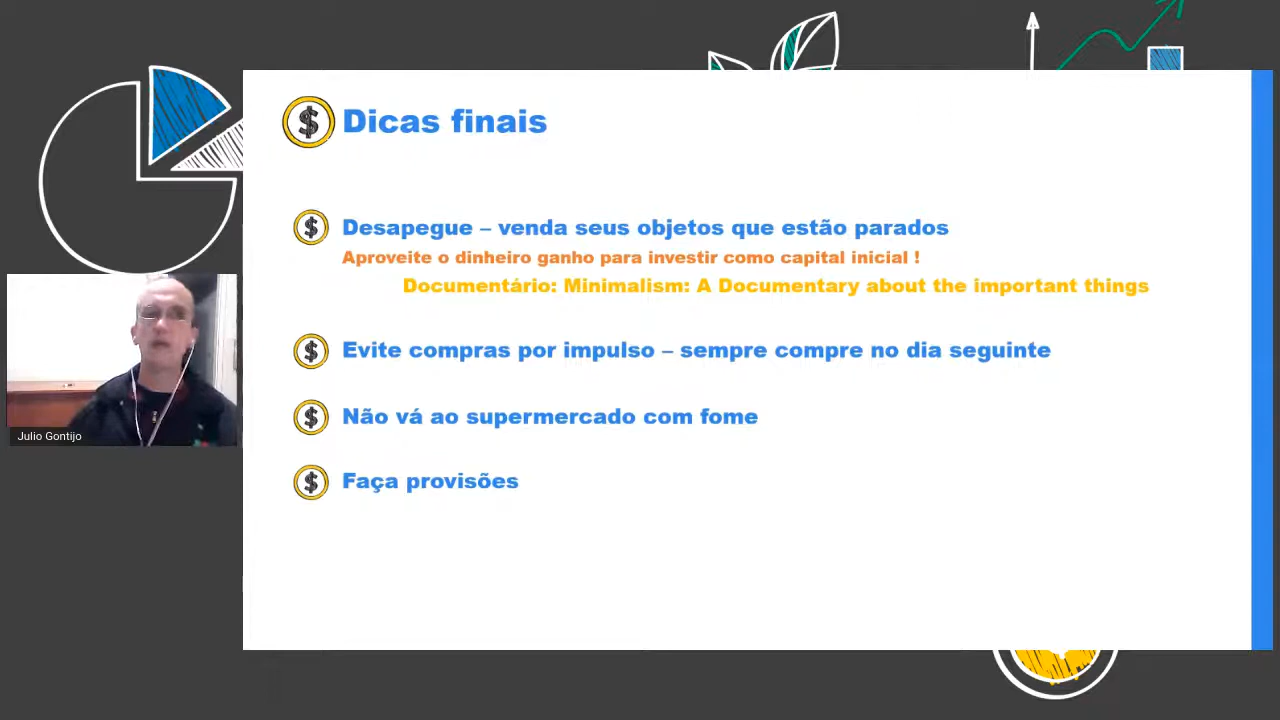 Dicas finais
Desapegue – venda seus objetos que estão parados
Aproveite o dinheiro ganho para investir como capital inicial !
Documentário: Minimalism: A Documentary about the important things
Evite compras por impulso – sempre compre no dia seguinte
Não vá ao supermercado com fome
Faça provisões
Julio Gontijo